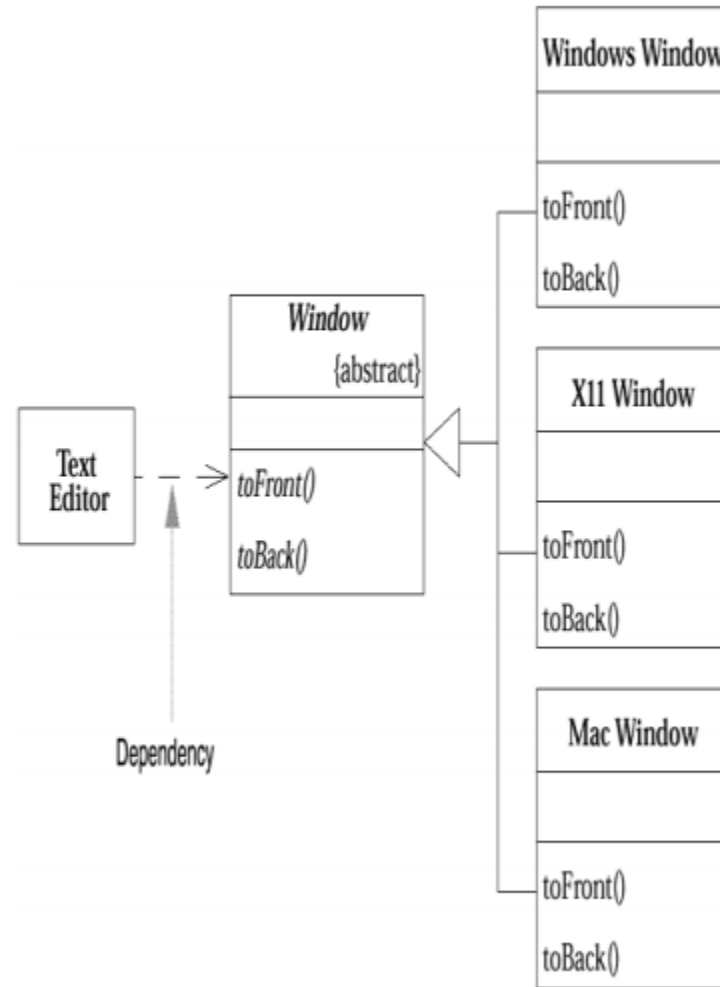 Windows Window
toFront()
toBack()
Window
{abstract}
toFront()
toBack()
Text
Editor
Dependency
X11 Window
toFront()
toBack()
Mac Window
toFront()
toBack()